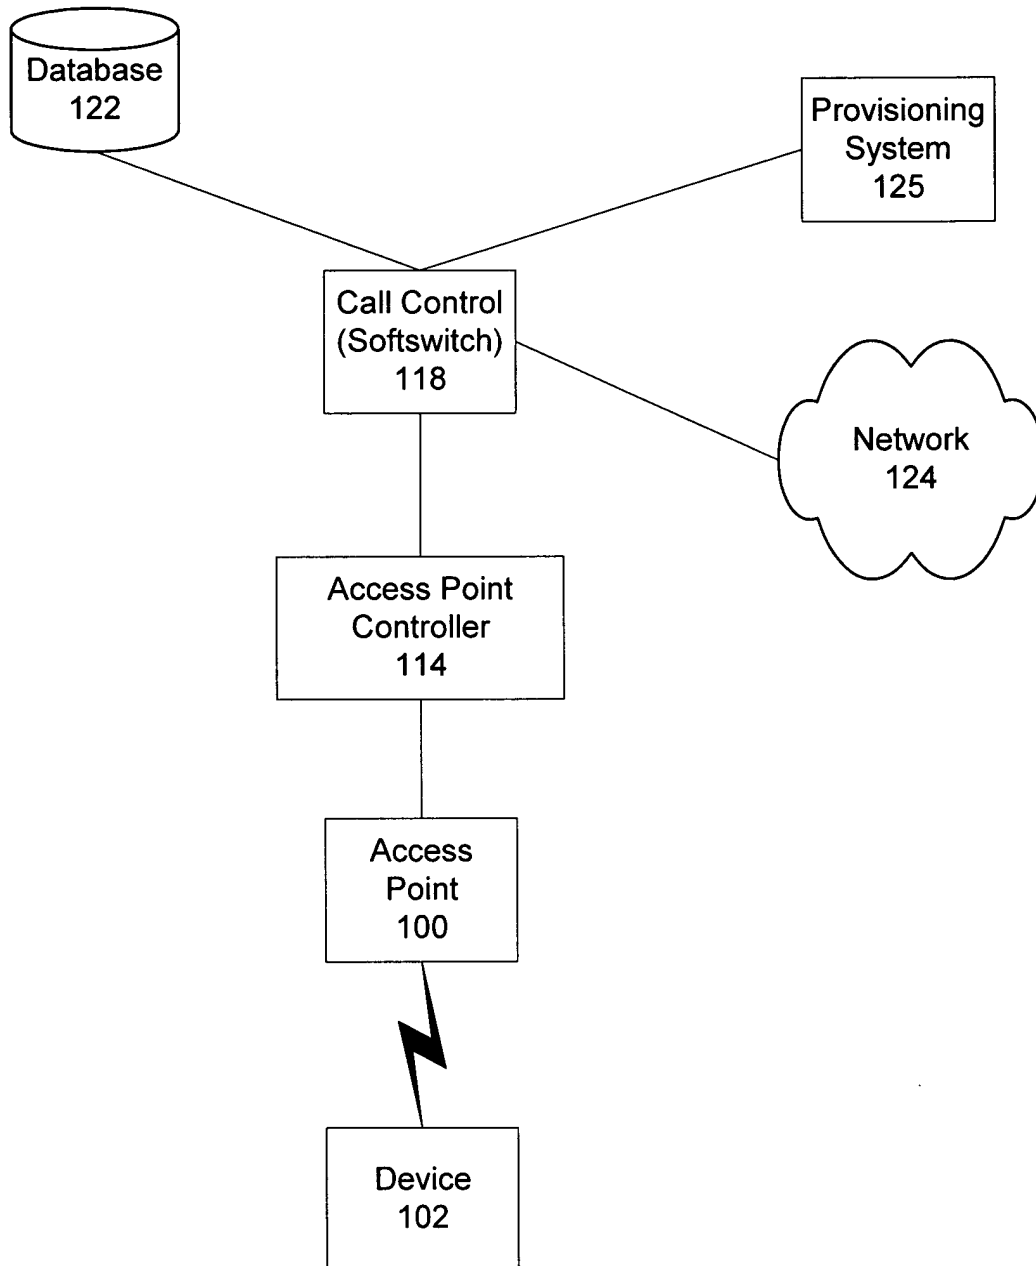 Database
122
Provisioning
System
125
Call Control
(Softswitch)
118
Network
124
Access Point
Controller
114
Access
Point
100
Device
102